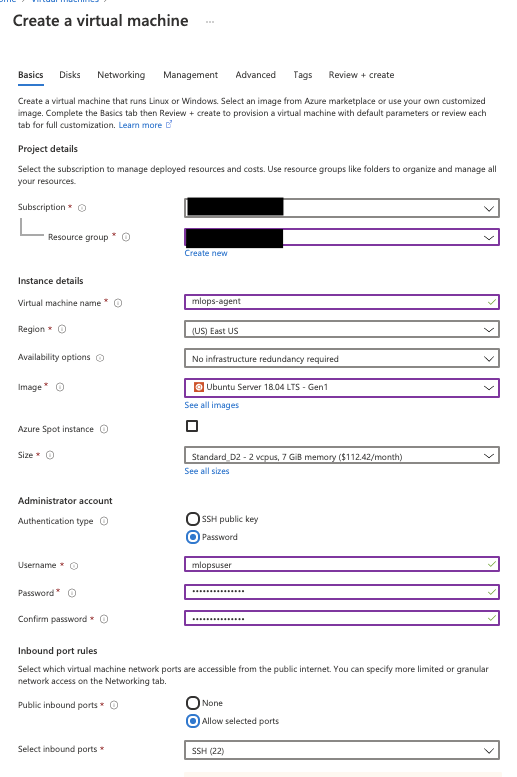 Virtual machines
Create a virtual machine ...
Basics Disks Networking Management Advanced Tags Review + create
Create a virtual machine that runs Linux or Windows. Select an image from Azure marketplace or use your own customized
image. Complete the Basics tab then Review + create to provision a virtual machine with default parameters or review each
tab for full customization. Learn more
Project details
Select the subscription to manage deployed resources and costs. Use resource groups like folders to organize and manage all
your resources.
Subscription *
Resource group *
Create new
Instance details
Virtual machine name * mlops-agent
Region * (US) East US
Availability options No infrastructure redundancy required
Image * Ubuntu Server 18.04 LTS - Gen1
See all images
Azure Spot instance
Size * Standard_D2 - 2 vcpus, 7 GiB memory ($112.42/month)
See all sizes
Administrator account
Authentication type SSH public key
Password
Username * mlopsuser
Password * •••••••••••••••
Confirm password * •••••••••••••••
Inbound port rules
Select which virtual machine network ports are accessible from the public internet. You can specify more limited or granular
network access on the Networking tab.
Public inbound ports * None
Allow selected ports
Select inbound ports * SSH (22)